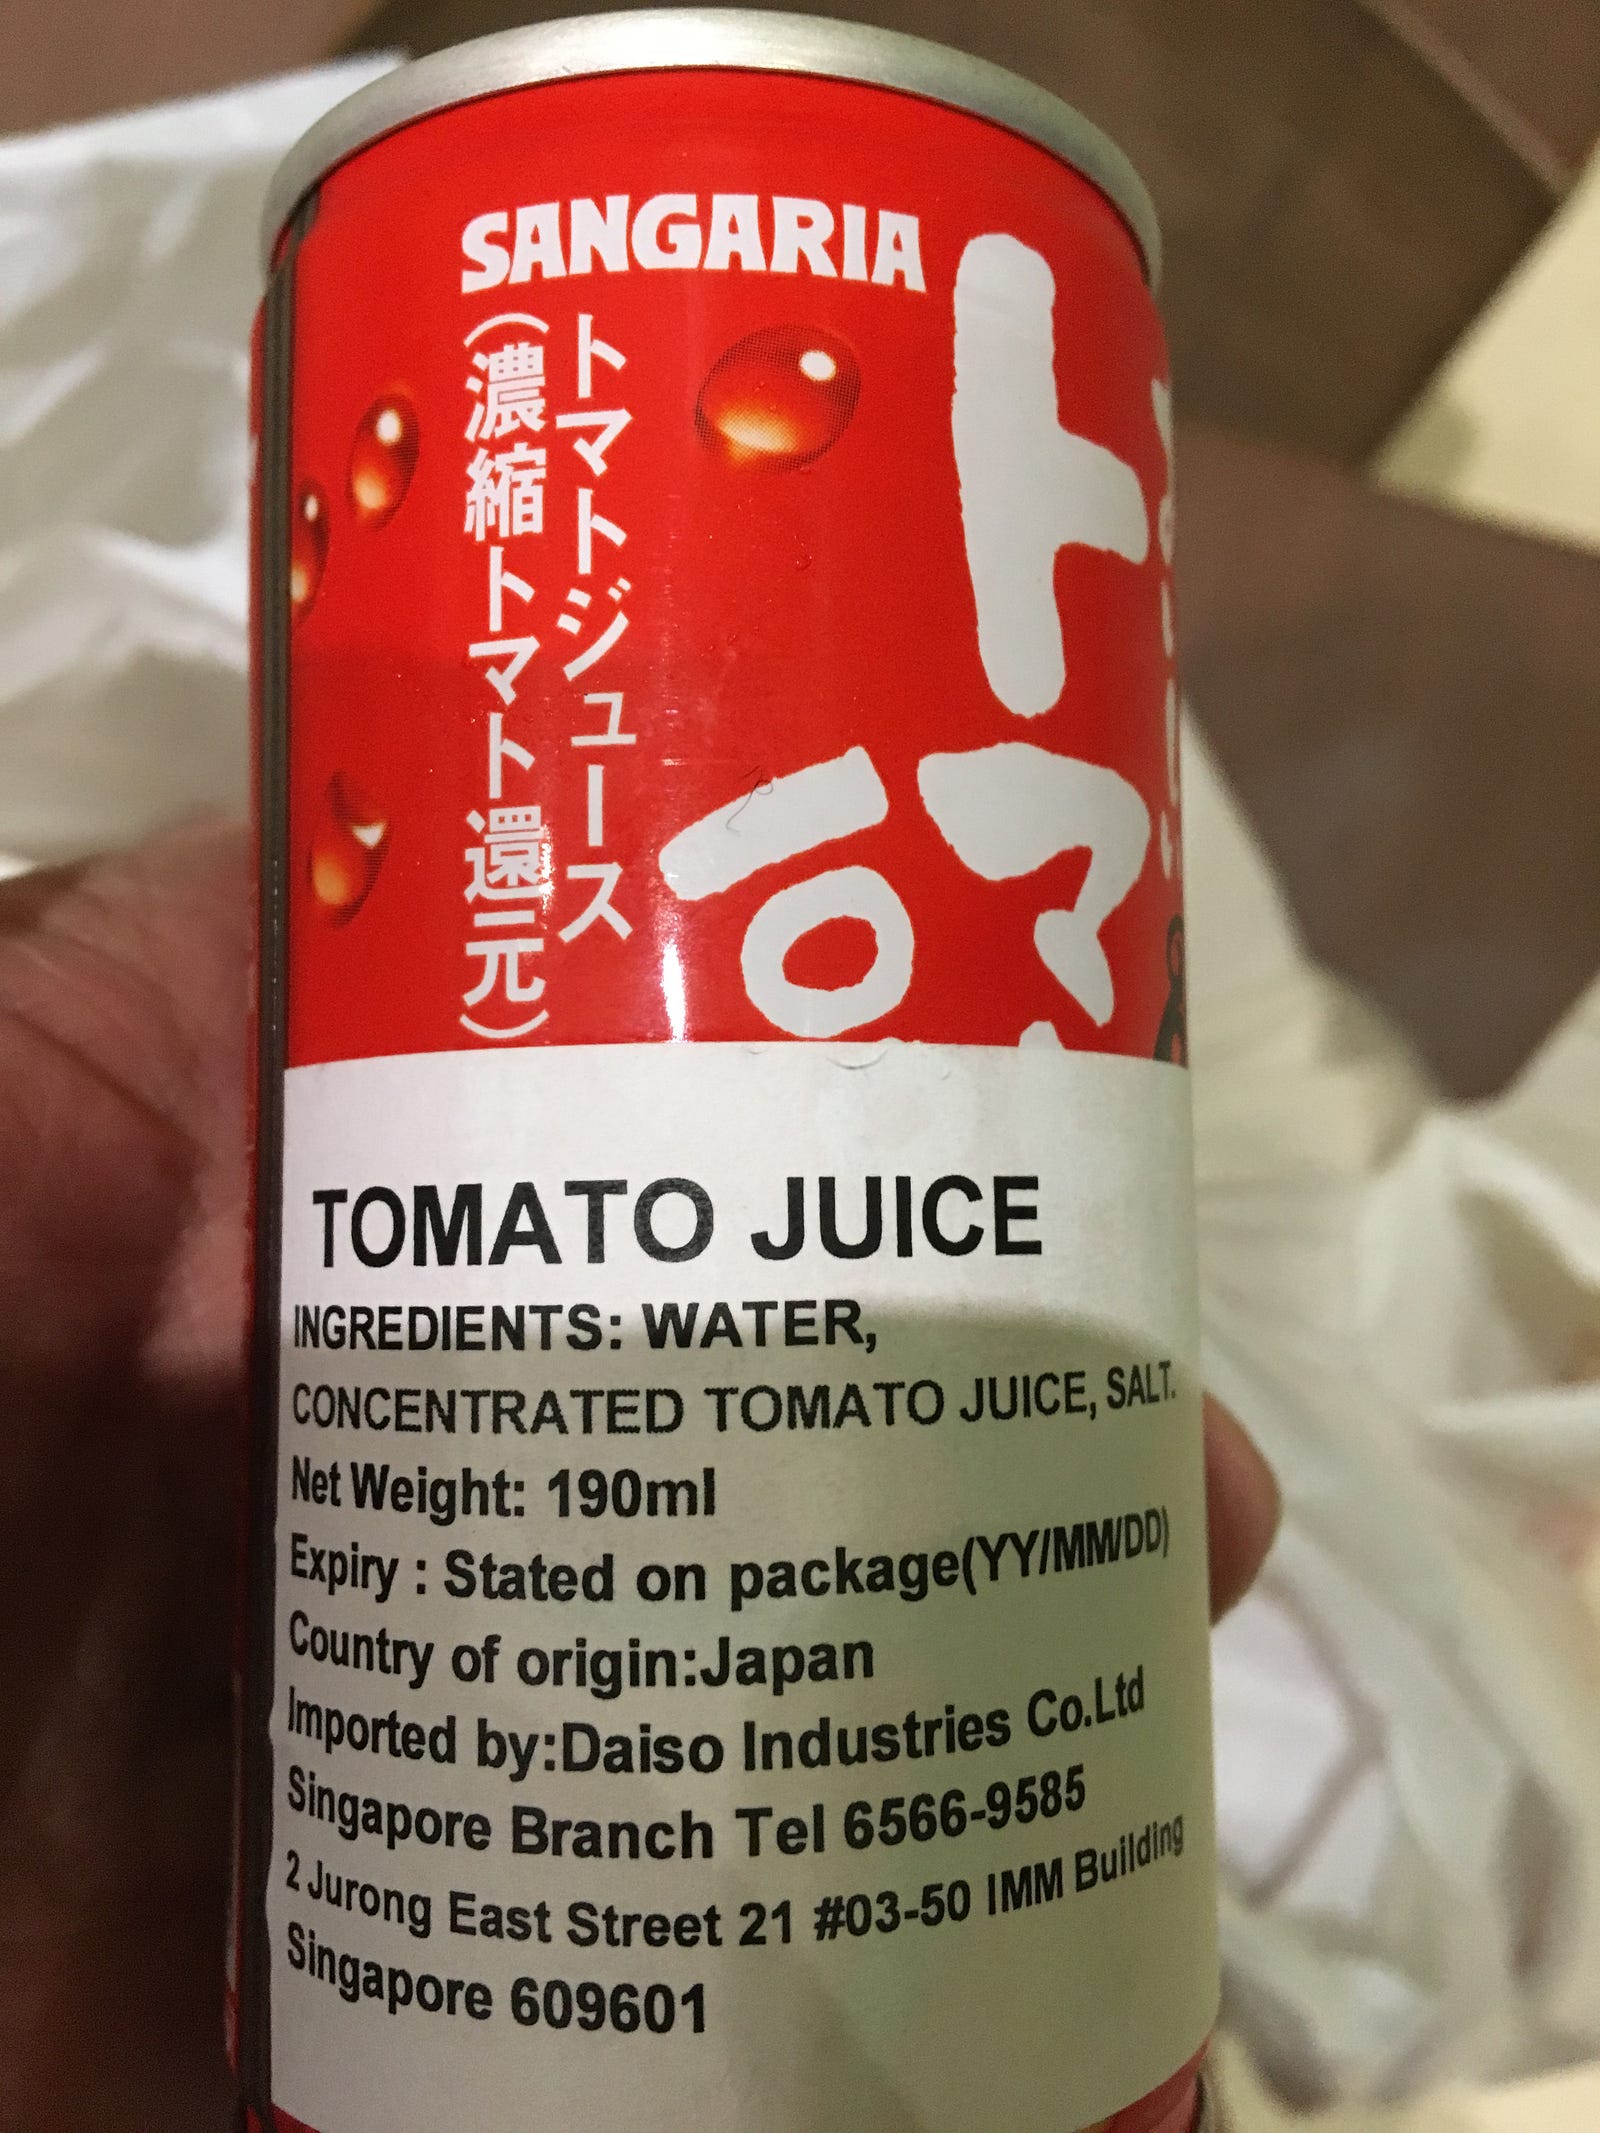 SANGARIA
トマトジュース
(濃縮トマト還元)
トマト
TOMATO JUICE
INGREDIENTS: WATER,
CONCENTRATED TOMATO JUICE, SALT.
Net Weight: 190ml
Expiry : Stated on package(YY/MM/DD)
Country of origin:Japan
Imported by:Daiso Industries Co.Ltd
Singapore Branch Tel 6566-9585
2 Jurong East Street 21 #03-50 IMM Building
Singapore 609601